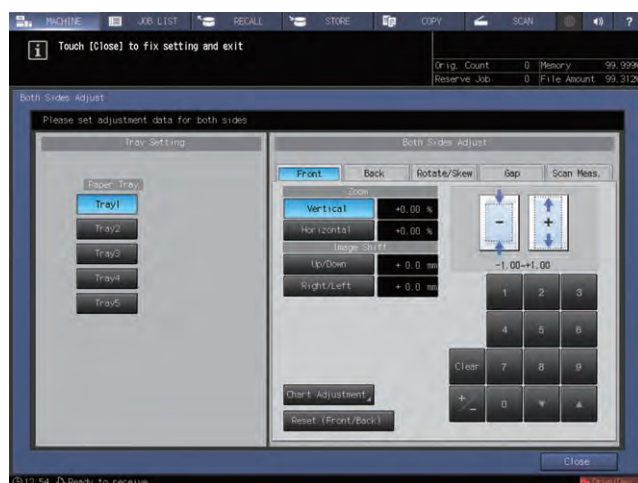 MACHINE JOB LIST RECALL STORE COPY SCAN ?
Touch [Close] to fix setting and exit
Orig. Count 0 Memory 99.999%
Reserve Job 0 File Amount 99.312%
Both Sides Adjust
Please set adjustment data for both sides
Tray Setting
Both Sides Adjust
Paper Tray
Tray1
Tray2
Tray3
Tray4
Tray5
Front Back Rotate/Skew Gap Scan Meas.
Zoom
Vertical +0.00 %
Horizontal +0.00 %
Image Shift
Up/Down + 0.0 mm
Right/Left + 0.0 mm
- +
-1.00~+1.00
1 2 3
4 5 6
Clear 7 8 9
+/- 0 ▼ ▲
Chart Adjustment
Reset (Front/Back)
Close
12:54 Ready to receive